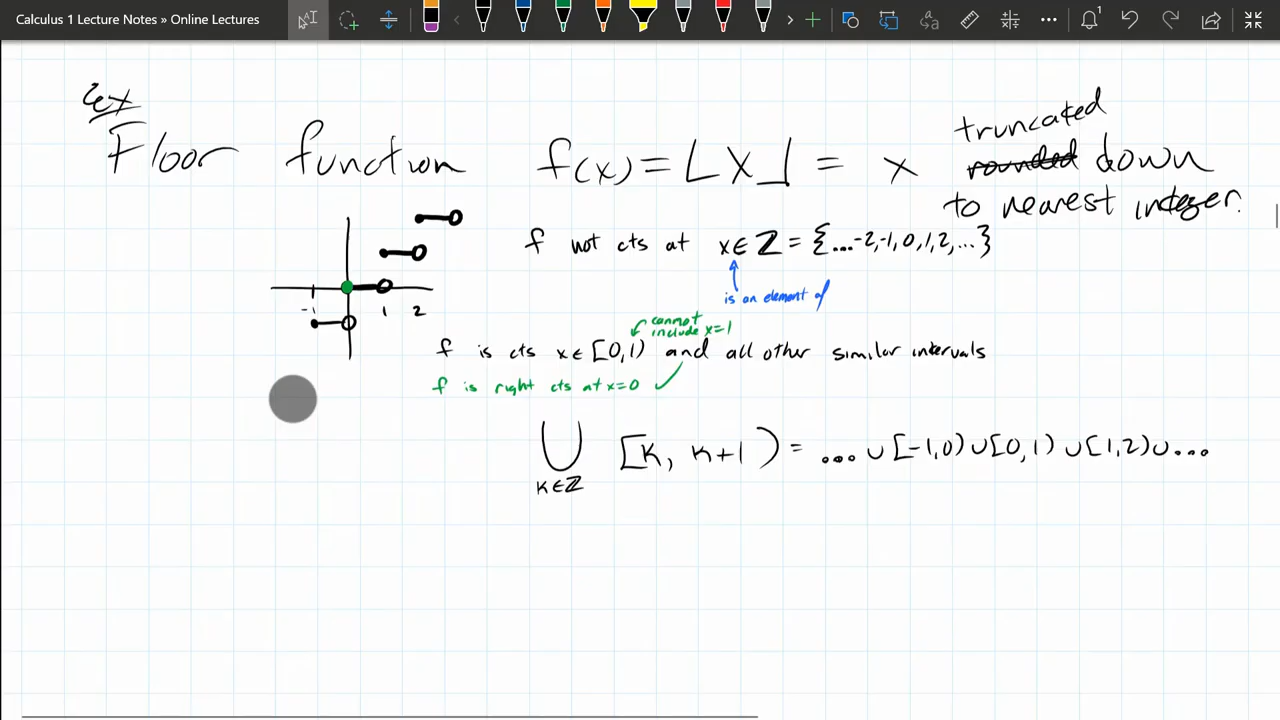 Calculus 1 Lecture Notes » Online Lectures
Ex
Floor function f(x) = ⌊x⌋ = x truncated rounded down
to nearest integer.
f not cts at x∈ℤ = {...-2,-1,0,1,2,...}
is an element of
-1 1 2
cannot
include x=1
f is cts x∈[0,1) and all other similar intervals
f is right cts at x=0 ✓
⋃ [k, k+1) = ... ∪[-1,0)∪[0,1)∪[1,2)∪...
k∈ℤ